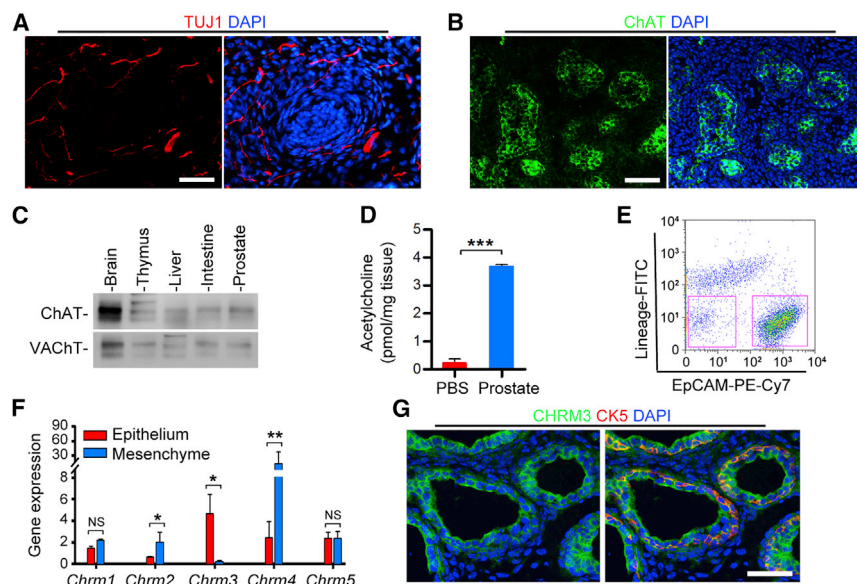 A
TUJ1 DAPI
B
ChAT DAPI
C
-Brain
-Thymus
-Liver
-Intestine
-Prostate
ChAT-
VAChT-
D
Acetylcholine
(pmol/mg tissue)
5
4
3
2
1
0
***
PBS Prostate
E
Lineage-FITC
10⁴
10³
10²
10¹
0
0 10¹ 10² 10³ 10⁴
EpCAM-PE-Cy7
F
Gene expression
90
60
30
8
6
4
2
0
Epithelium
Mesenchyme
NS
*
*
**
NS
Chrm1 Chrm2 Chrm3 Chrm4 Chrm5
G
CHRM3 CK5 DAPI